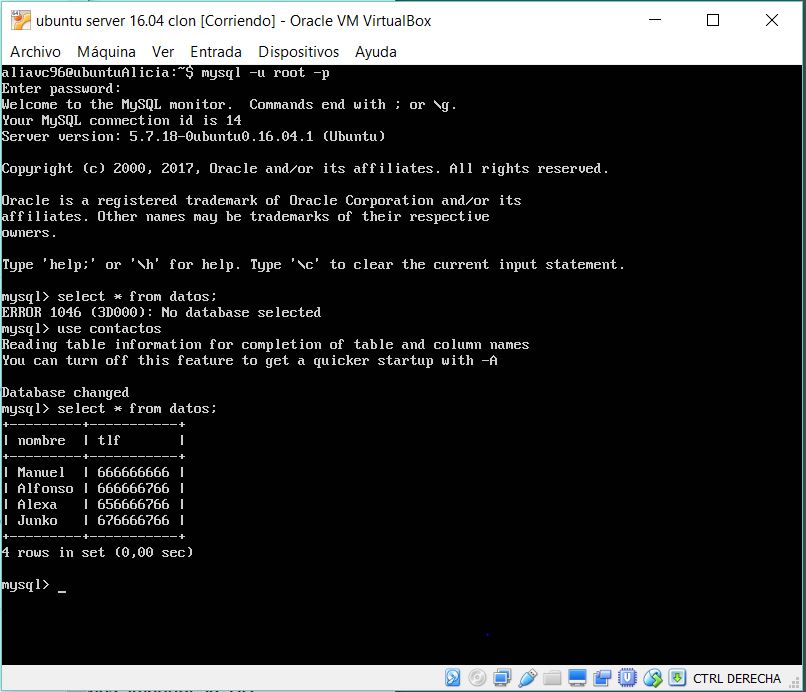 ubuntu server 16.04 clon [Corriendo] - Oracle VM VirtualBox
Archivo Máquina Ver Entrada Dispositivos Ayuda
aliavc96@ubuntuAlicia:~$ mysql -u root -p
Enter password:
Welcome to the MySQL monitor.  Commands end with ; or \g.
Your MySQL connection id is 14
Server version: 5.7.18-0ubuntu0.16.04.1 (Ubuntu)
Copyright (c) 2000, 2017, Oracle and/or its affiliates. All rights reserved.
Oracle is a registered trademark of Oracle Corporation and/or its
affiliates. Other names may be trademarks of their respective
owners.
Type 'help;' or '\h' for help. Type '\c' to clear the current input statement.
mysql> select * from datos;
ERROR 1046 (3D000): No database selected
mysql> use contactos
Reading table information for completion of table and column names
You can turn off this feature to get a quicker startup with -A
Database changed
mysql> select * from datos;
+---------+-----------+
| nombre  | tlf       |
+---------+-----------+
| Manuel  | 666666666 |
| Alfonso | 666666766 |
| Alexa   | 656666766 |
| Junko   | 676666766 |
+---------+-----------+
4 rows in set (0,00 sec)
mysql> _
CTRL DERECHA